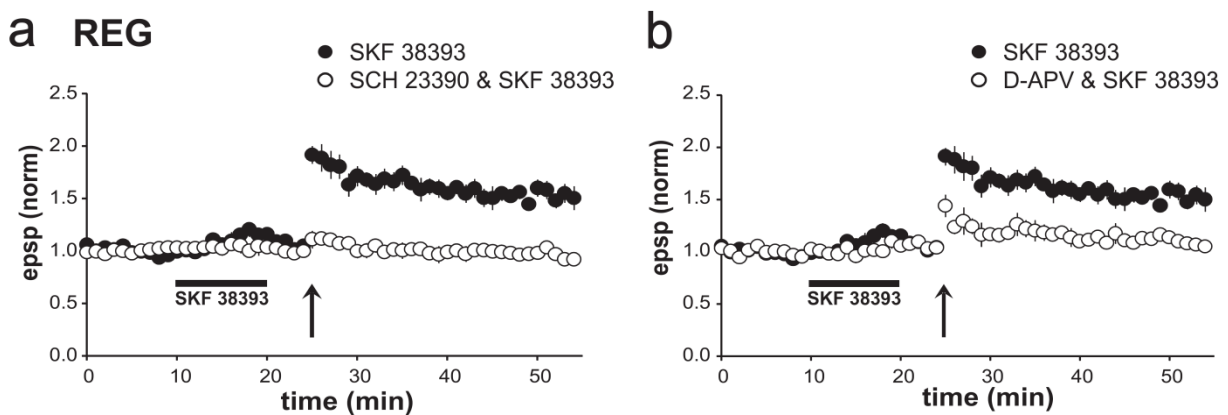 a REG
SKF 38393
SCH 23390 & SKF 38393
2.5
2.0
1.5
1.0
0.5
0.0
epsp (norm)
SKF 38393
0 10 20 30 40 50
time (min)
b
SKF 38393
D-APV & SKF 38393
2.5
2.0
1.5
1.0
0.5
0.0
epsp (norm)
SKF 38393
0 10 20 30 40 50
time (min)